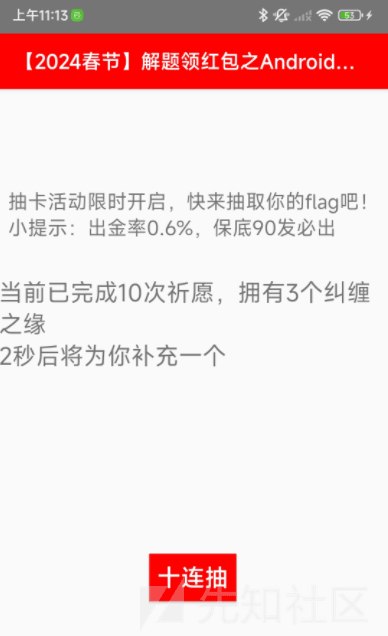 上午11:13
53
【2024春节】解题领红包之Android...
抽卡活动限时开启，快来抽取你的flag吧！
小提示：出金率0.6%，保底90发必出
当前已完成10次祈愿，拥有3个纠缠
之缘
2秒后将为你补充一个
十连抽
先知社区